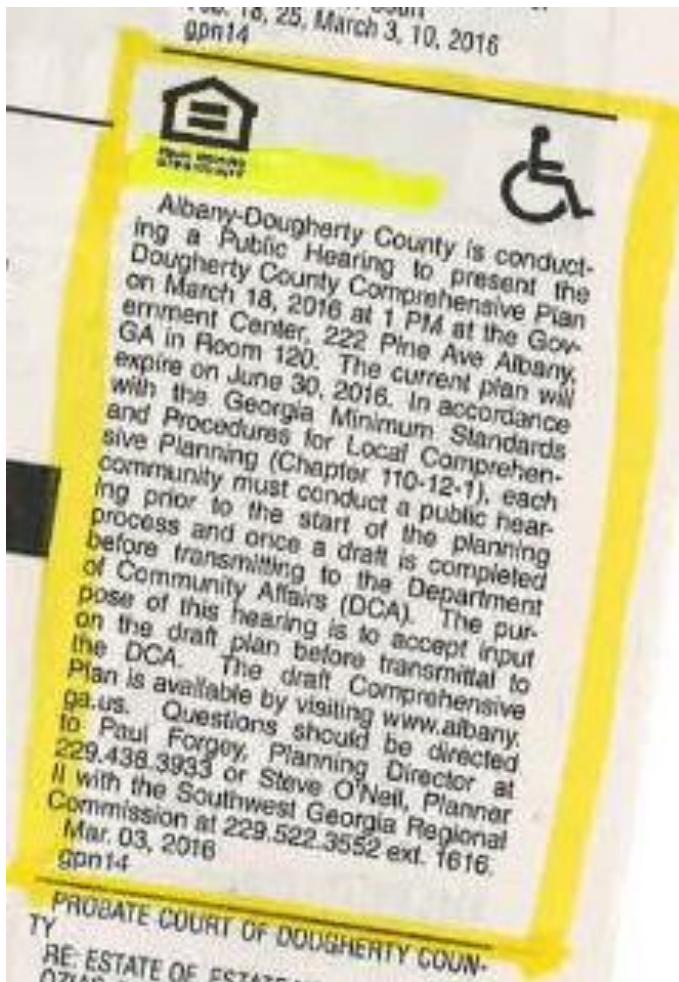 Feb. 18, 25, March 3, 10, 2016
gpn14
Albany-Dougherty County is conduct-
ing a Public Hearing to present the
Dougherty County Comprehensive Plan
on March 18, 2016 at 1 PM at the Gov-
ernment Center, 222 Pine Ave Albany,
GA in Room 120. The current plan will
expire on June 30, 2016. In accordance
with the Georgia Minimum Standards
and Procedures for Local Comprehen-
sive Planning (Chapter 110-12-1), each
community must conduct a public hear-
ing prior to the start of the planning
process and once a draft is completed
before transmitting to the Department
of Community Affairs (DCA). The pur-
pose of this hearing is to accept input
on the draft plan before transmittal to
the DCA. The draft Comprehensive
Plan is available by visiting www.albany.
ga.us. Questions should be directed
to Paul Forgey, Planning Director at
229.438.3933 or Steve O'Neil, Planner
II with the Southwest Georgia Regional
Commission at 229.522.3552 ext. 1616.
Mar. 03, 2016
gpn14
PROBATE COURT OF DOUGHERTY COUN-
TY
RE: ESTATE OF ESTATE